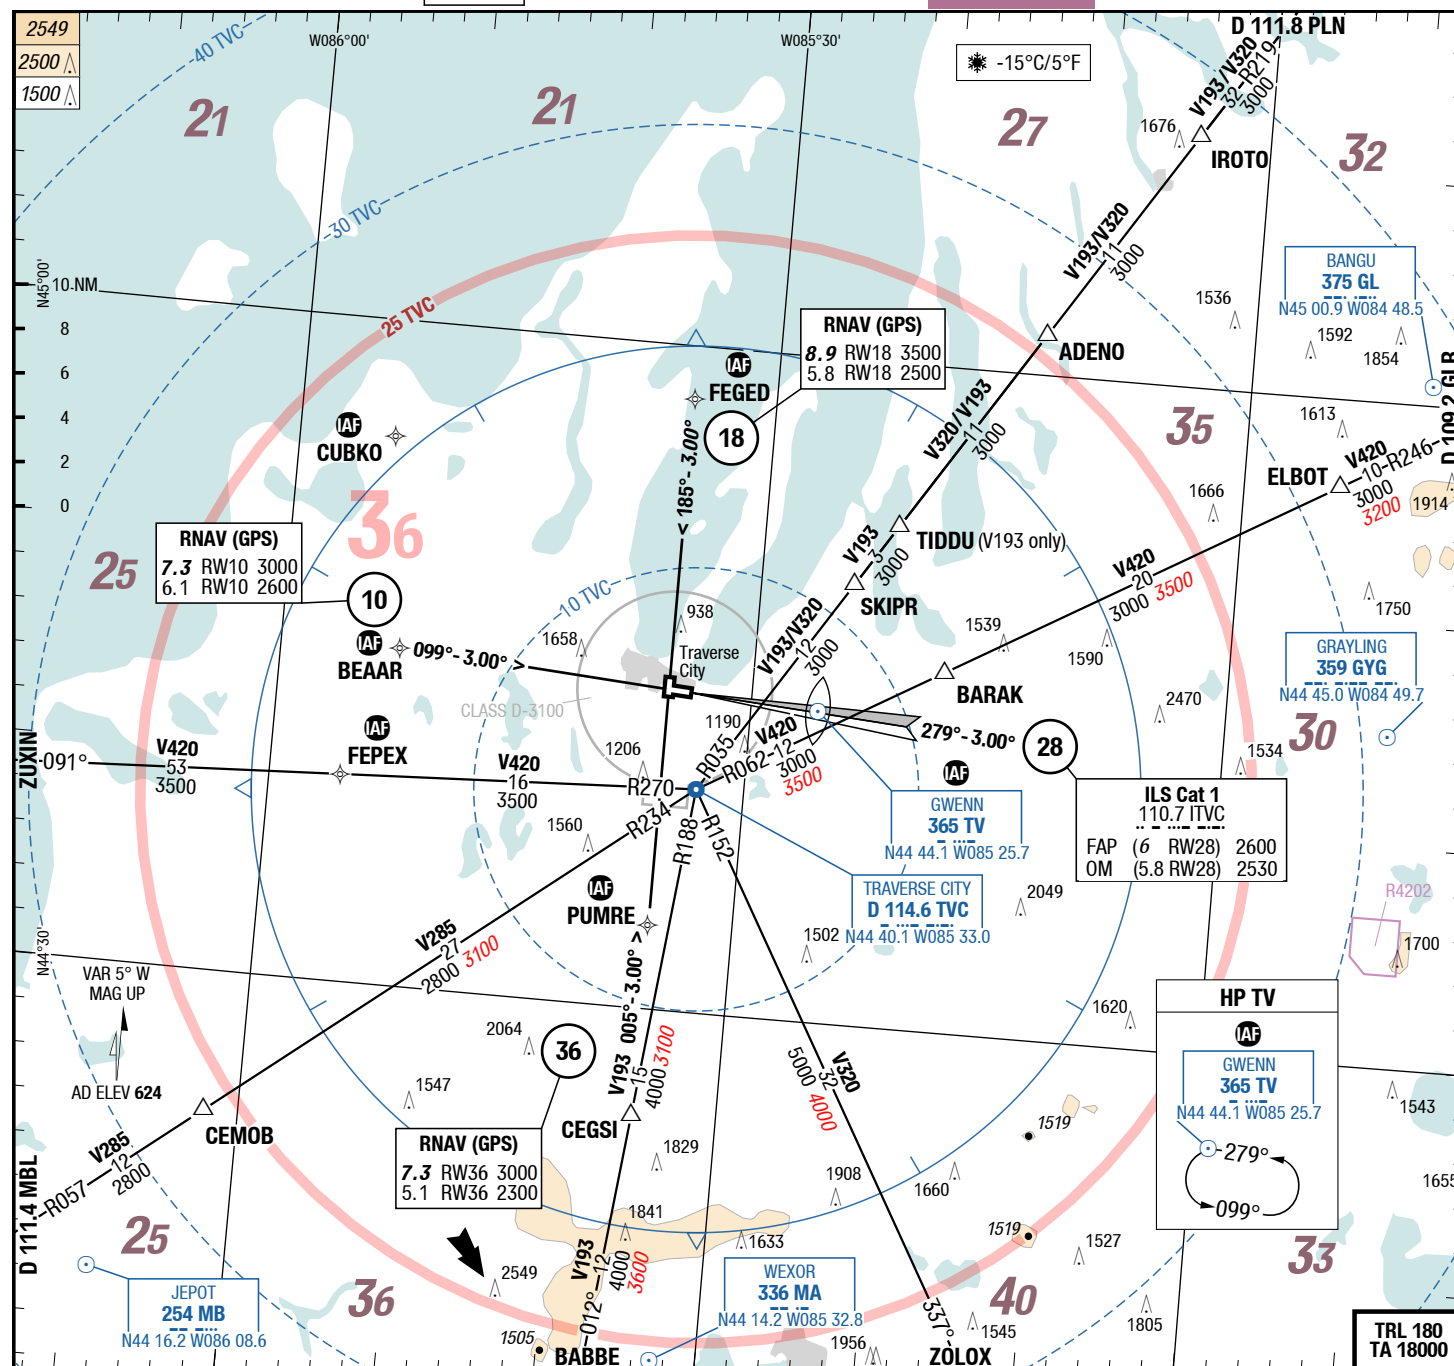 2549
2500
1500
W086°00'
W085°30'
D 111.8 PLN
40 TVC
-15°C/5°F
V193/V320
32-R219
3000
21
21
27
32
1676
IROTO
30 TVC
V193/V320
11
3000
BANGU
375 GL
N45 00.9 W084 48.5
N45°00'
10 NM
8
6
4
2
0
25 TVC
RNAV (GPS)
8.9 RW18 3500
5.8 RW18 2500
1536
1592
1854
ADENO
IAF
FEGED
18
IAF
CUBKO
V320/V193
11
3000
35
1613
D 109.2 GLR
ELBOT
V420
10-R246
3000
3200
1914
1666
< 185°- 3.00°
36
25
RNAV (GPS)
7.3 RW10 3000
6.1 RW10 2600
10
TIDDU (V193 only)
V193
3
3000
SKIPR
V420
20
3000 3500
10 TVC
938
1658
IAF
BEAAR
099°- 3.00° >
Traverse
City
V193/V320
12
3000
1539
1590
1750
BARAK
GRAYLING
359 GYG
N44 45.0 W084 49.7
CLASS D-3100
2470
30
1534
279°- 3.00°
28
1190
V420
R062-12
3000
3500
R035
1206
IAF
FEPEX
ZUXIN
091°
V420
53
3500
V420
16
3500
R270
R234
R188
R152
IAF
GWENN
365 TV
N44 44.1 W085 25.7
ILS Cat 1
110.7 ITVC
FAP (6 RW28) 2600
OM (5.8 RW28) 2530
1560
TRAVERSE CITY
D 114.6 TVC
N44 40.1 W085 33.0
IAF
PUMRE
2049
R4202
1700
1502
V285
27
2800 3100
N44°30'
VAR 5° W
MAG UP
AD ELEV 624
005°- 3.00° >
V193
15
4000 3100
2064
36
1547
V320
32
5000 4000
1620
HP TV
IAF
GWENN
365 TV
N44 44.1 W085 25.7
279°
099°
1543
CEMOB
CEGSI
1519
RNAV (GPS)
7.3 RW36 3000
5.1 RW36 2300
1829
V285
12
2800
R057
D 111.4 MBL
1908
1660
1655
1841
1633
1519
1527
25
33
2549
V193
012°-12
4000
3600
JEPOT
254 MB
N44 16.2 W086 08.6
36
WEXOR
336 MA
N44 14.2 W085 32.8
40
1805
1545
337°
1505
BABBE
1956
ZOLOX
TRL 180
TA 18000